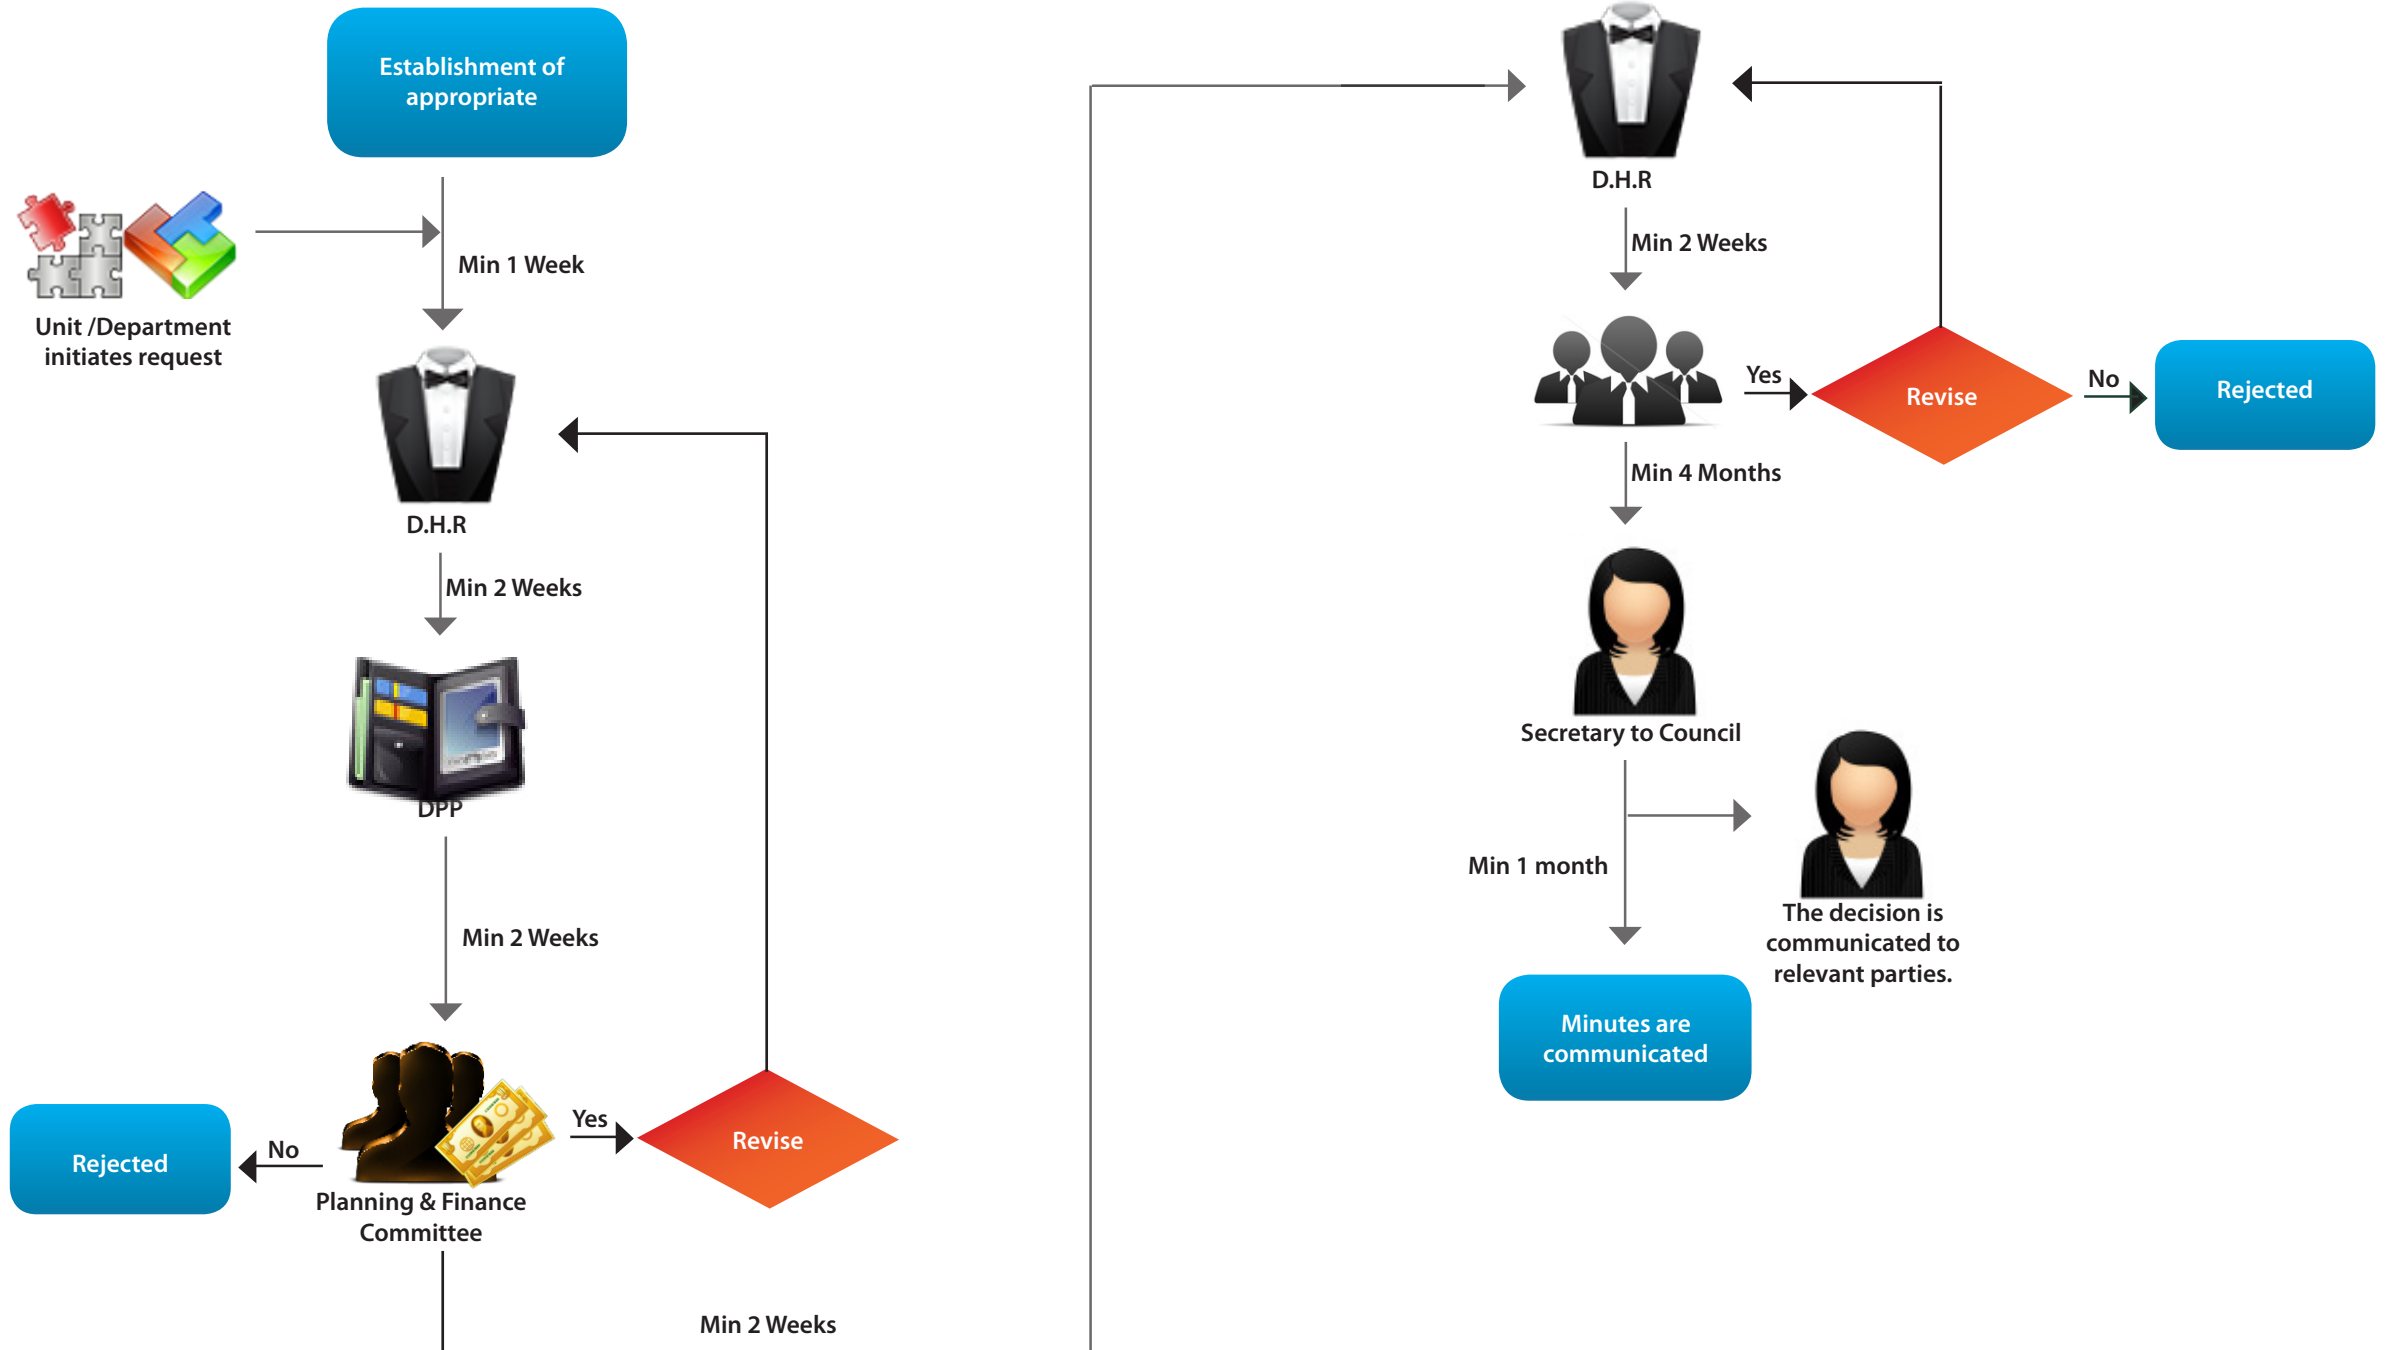 Establishment of
appropriate
Min 1 Week
Unit /Department
initiates request
D.H.R
Min 2 Weeks
DPP
Min 2 Weeks
Yes
Revise
No
Rejected
Planning & Finance
Committee
Min 2 Weeks
D.H.R
Min 2 Weeks
Yes
Revise
No
Rejected
Min 4 Months
Secretary to Council
Min 1 month
The decision is
communicated to
relevant parties.
Minutes are
communicated